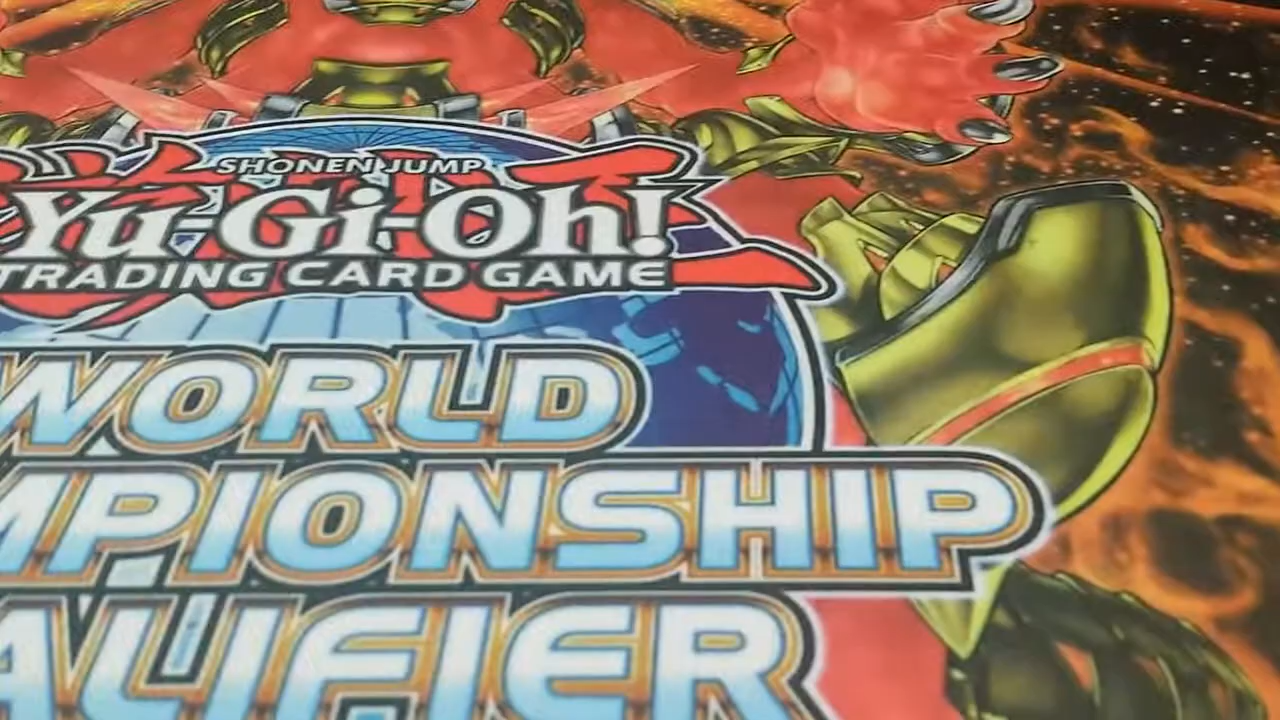 SHONEN JUMP
Yu-Gi-Oh!
TRADING CARD GAME
WORLD
MPIONSHIP
ALIFIER